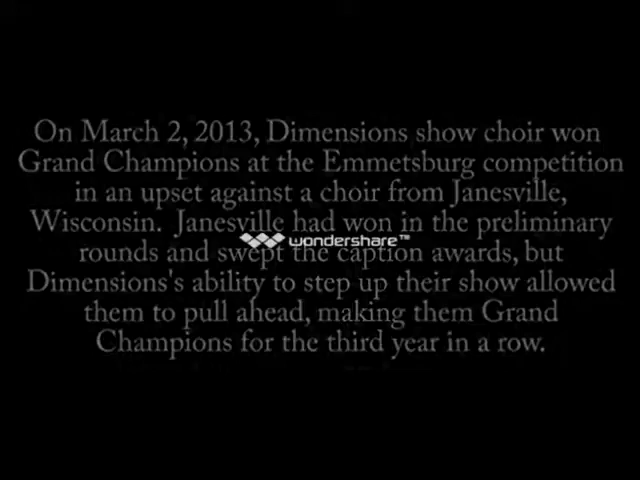 On March 2, 2013, Dimensions show choir won
Grand Champions at the Emmetsburg competition
in an upset against a choir from Janesville,
Wisconsin. Janesville had won in the preliminary
wondershare™
rounds and swept the caption awards, but
Dimensions's ability to step up their show allowed
them to pull ahead, making them Grand
Champions for the third year in a row.